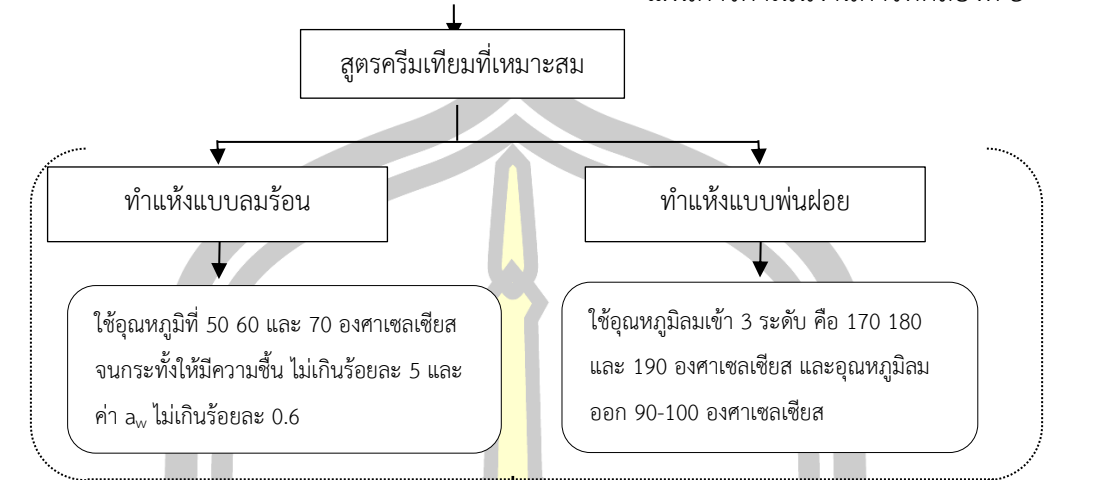 สูตรครีมเทียมที่เหมาะสม
ทำแห้งแบบลมร้อน
ทำแห้งแบบพ่นฝอย
ใช้อุณหภูมิที่ 50 60 และ 70 องศาเซลเซียส
จนกระทั้งให้มีความชื้น ไม่เกินร้อยละ 5 และ
ค่า aw ไม่เกินร้อยละ 0.6
ใช้อุณหภูมิลมเข้า 3 ระดับ คือ 170 180
และ 190 องศาเซลเซียส และอุณหภูมิลม
ออก 90-100 องศาเซลเซียส